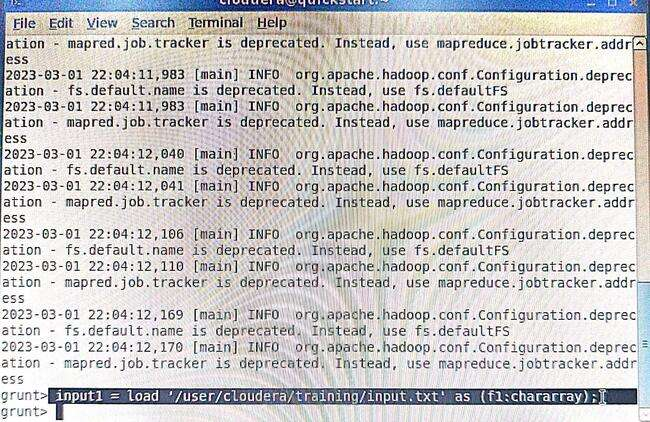 cloudera@quickstart:~
File Edit View Search Terminal Help
ation - mapred.job.tracker is deprecated. Instead, use mapreduce.jobtracker.addr
ess
2023-03-01 22:04:11,983 [main] INFO  org.apache.hadoop.conf.Configuration.deprec
ation - fs.default.name is deprecated. Instead, use fs.defaultFS
2023-03-01 22:04:11,983 [main] INFO  org.apache.hadoop.conf.Configuration.deprec
ation - mapred.job.tracker is deprecated. Instead, use mapreduce.jobtracker.addr
ess
2023-03-01 22:04:12,040 [main] INFO  org.apache.hadoop.conf.Configuration.deprec
ation - fs.default.name is deprecated. Instead, use fs.defaultFS
2023-03-01 22:04:12,041 [main] INFO  org.apache.hadoop.conf.Configuration.deprec
ation - mapred.job.tracker is deprecated. Instead, use mapreduce.jobtracker.addr
ess
2023-03-01 22:04:12,106 [main] INFO  org.apache.hadoop.conf.Configuration.deprec
ation - fs.default.name is deprecated. Instead, use fs.defaultFS
2023-03-01 22:04:12,110 [main] INFO  org.apache.hadoop.conf.Configuration.deprec
ation - mapred.job.tracker is deprecated. Instead, use mapreduce.jobtracker.addr
ess
2023-03-01 22:04:12,169 [main] INFO  org.apache.hadoop.conf.Configuration.deprec
ation - fs.default.name is deprecated. Instead, use fs.defaultFS
2023-03-01 22:04:12,170 [main] INFO  org.apache.hadoop.conf.Configuration.deprec
ation - mapred.job.tracker is deprecated. Instead, use mapreduce.jobtracker.addr
ess
grunt> input1 = load '/user/cloudera/training/input.txt' as (f1:chararray);
grunt>